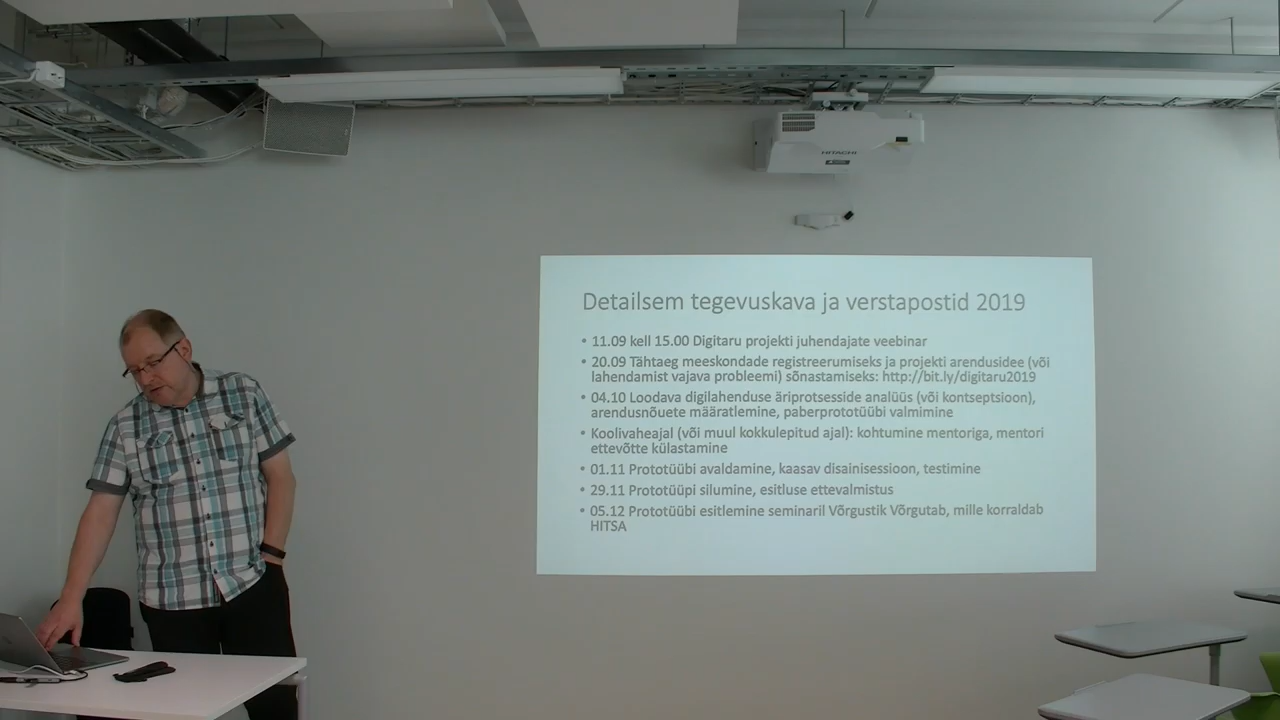 HITACHI
Detailsem tegevuskava ja verstapostid 2019
• 11.09 kell 15.00 Digitaru projekti juhendajate veebinar
• 20.09 Tähtaeg meeskondade registreerumiseks ja projekti arendusidee (või
lahendamist vajava probleemi) sõnastamiseks: http://bit.ly/digitaru2019
• 04.10 Loodava digilahenduse äriprotsesside analüüs (või kontseptsioon),
arendusnõuete määratlemine, paberprototüübi valmimine
• Koolivaheajal (või muul kokkulepitud ajal): kohtumine mentoriga, mentori
ettevõtte külastamine
• 01.11 Prototüübi avaldamine, kaasav disainisessioon, testimine
• 29.11 Prototüüpi silumine, esitluse ettevalmistus
• 05.12 Prototüübi esitlemine seminaril Võrgustik Võrgutab, mille korraldab
HITSA